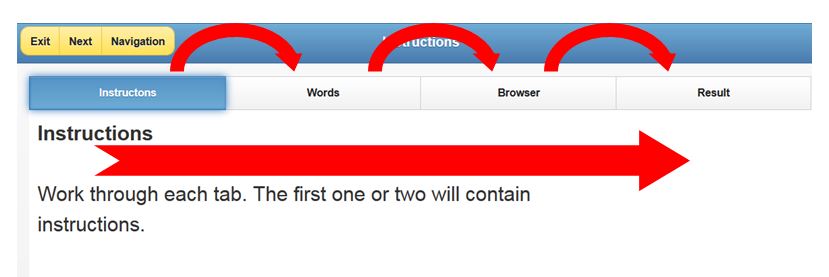 Exit Next Navigation Instructions
Instructons Words Browser Result
Instructions
Work through each tab. The first one or two will contain
instructions.